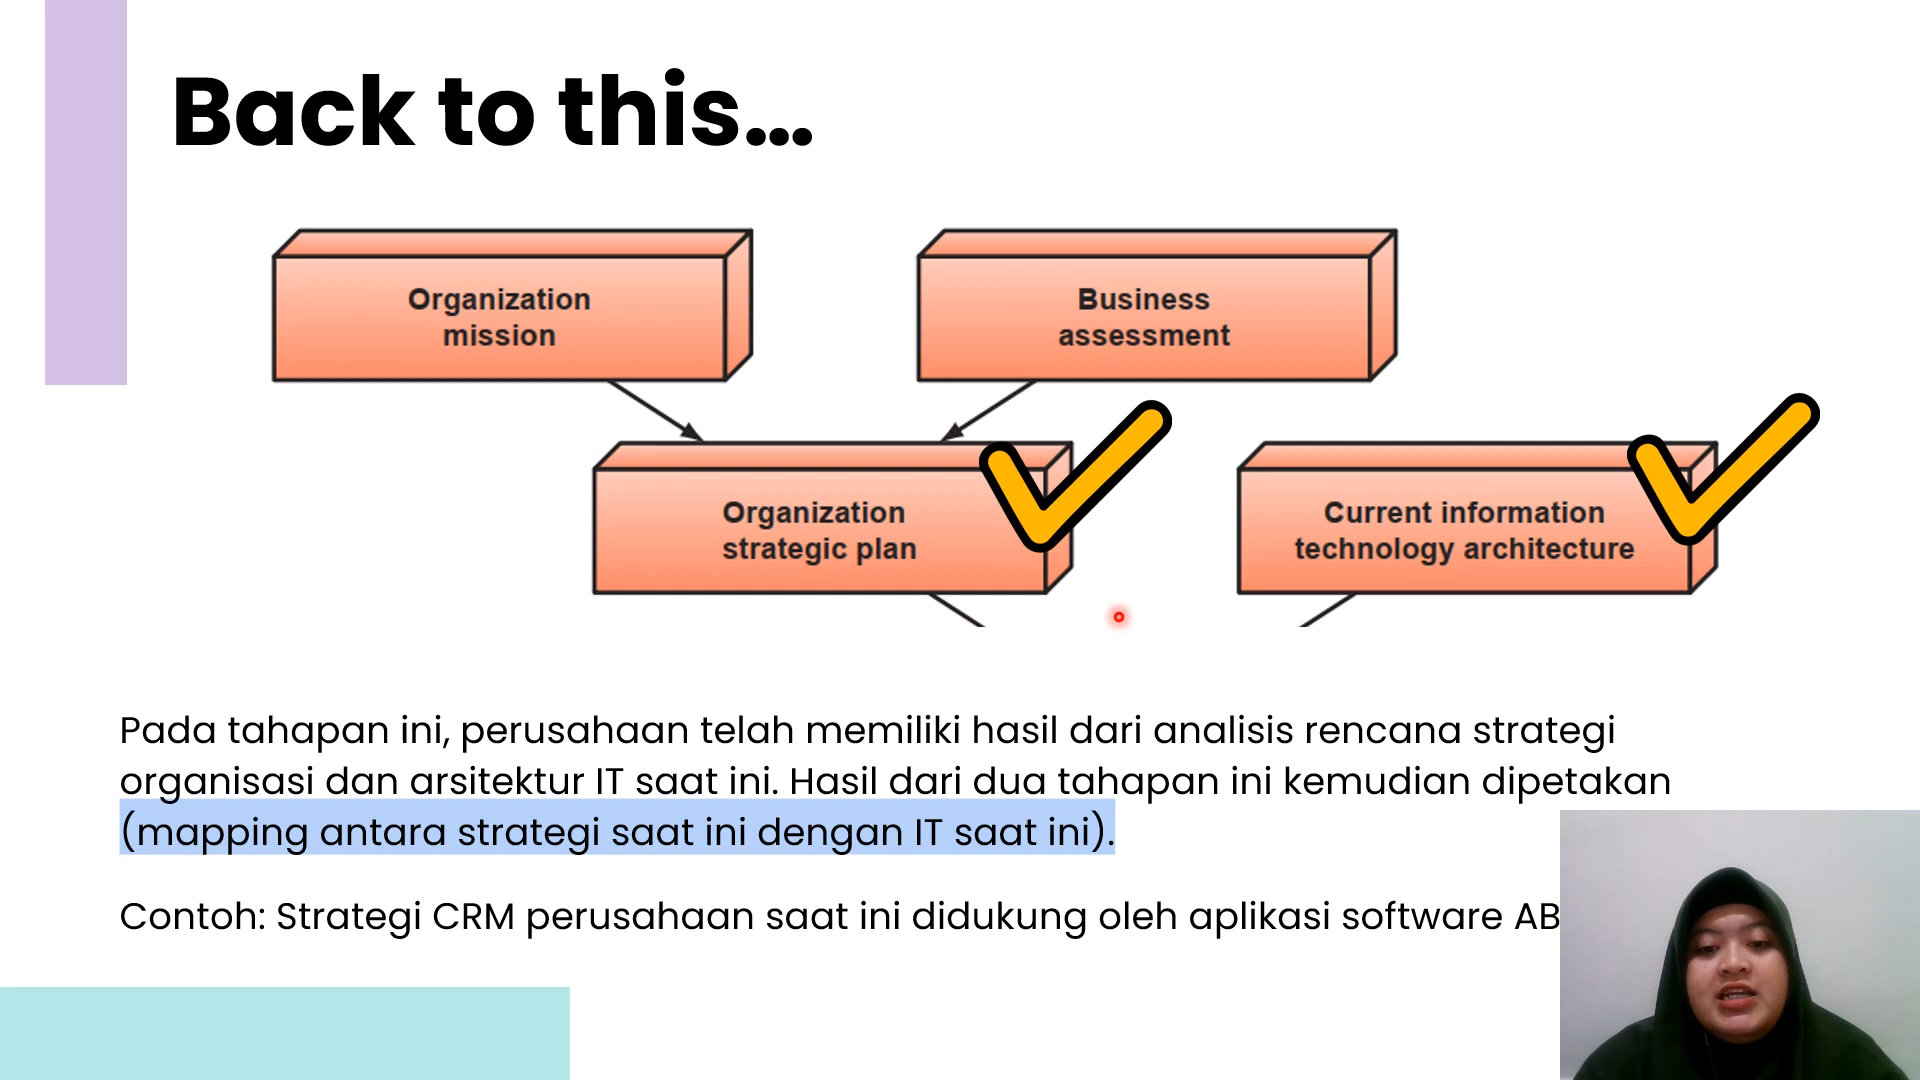 Back to this...
Organization
mission
Business
assessment
Organization
strategic plan
Current information
technology architecture
Pada tahapan ini, perusahaan telah memiliki hasil dari analisis rencana strategi
organisasi dan arsitektur IT saat ini. Hasil dari dua tahapan ini kemudian dipetakan
(mapping antara strategi saat ini dengan IT saat ini).
Contoh: Strategi CRM perusahaan saat ini didukung oleh aplikasi software